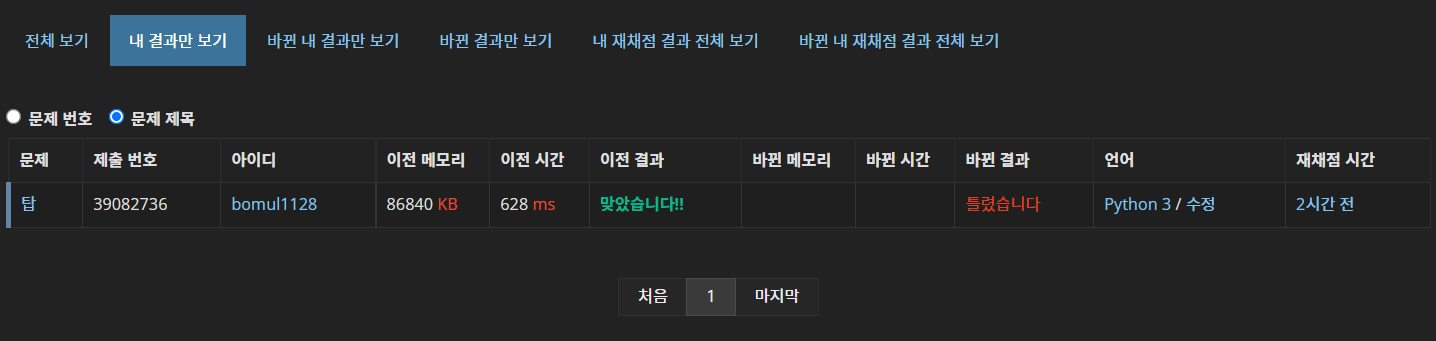 전체 보기 내 결과만 보기 바뀐 내 결과만 보기 바뀐 결과만 보기 내 재채점 결과 전체 보기 바뀐 내 재채점 결과 전체 보기
문제 번호 문제 제목
문제 제출 번호 아이디 이전 메모리 이전 시간 이전 결과 바뀐 메모리 바뀐 시간 바뀐 결과 언어 재채점 시간
탑 39082736 bomul1128 86840 KB 628 ms 맞았습니다!! 틀렸습니다 Python 3 / 수정 2시간 전
처음 1 마지막